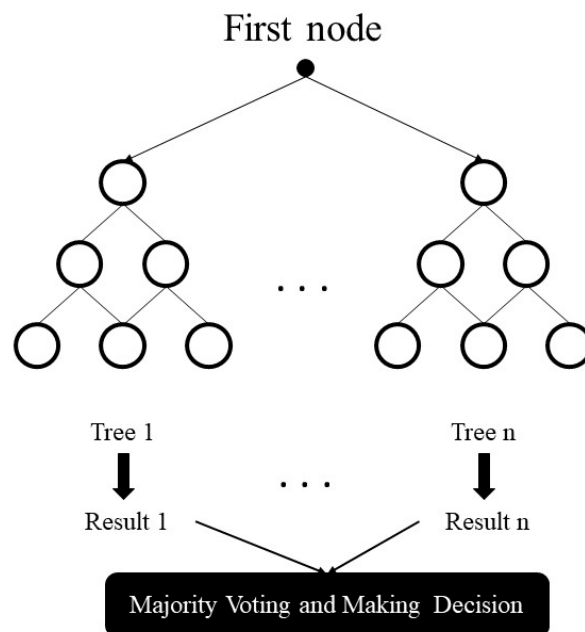 First node
. . .
Tree 1
Tree n
. . .
Result 1
Result n
Majority Voting and Making Decision